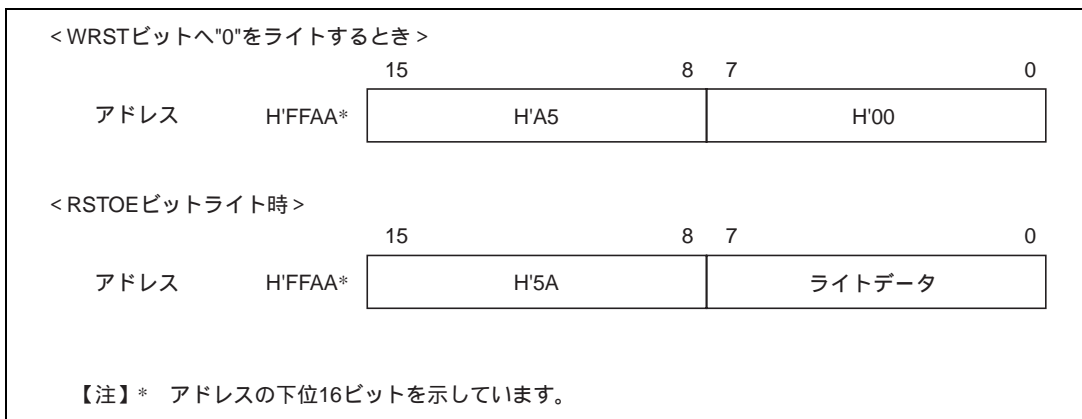 ＜WRSTビットへ"0"をライトするとき＞
15 8 7 0
アドレス H'FFAA* H'A5 H'00
＜RSTOEビットライト時＞
15 8 7 0
アドレス H'FFAA* H'5A ライトデータ
【注】* アドレスの下位16ビットを示しています。